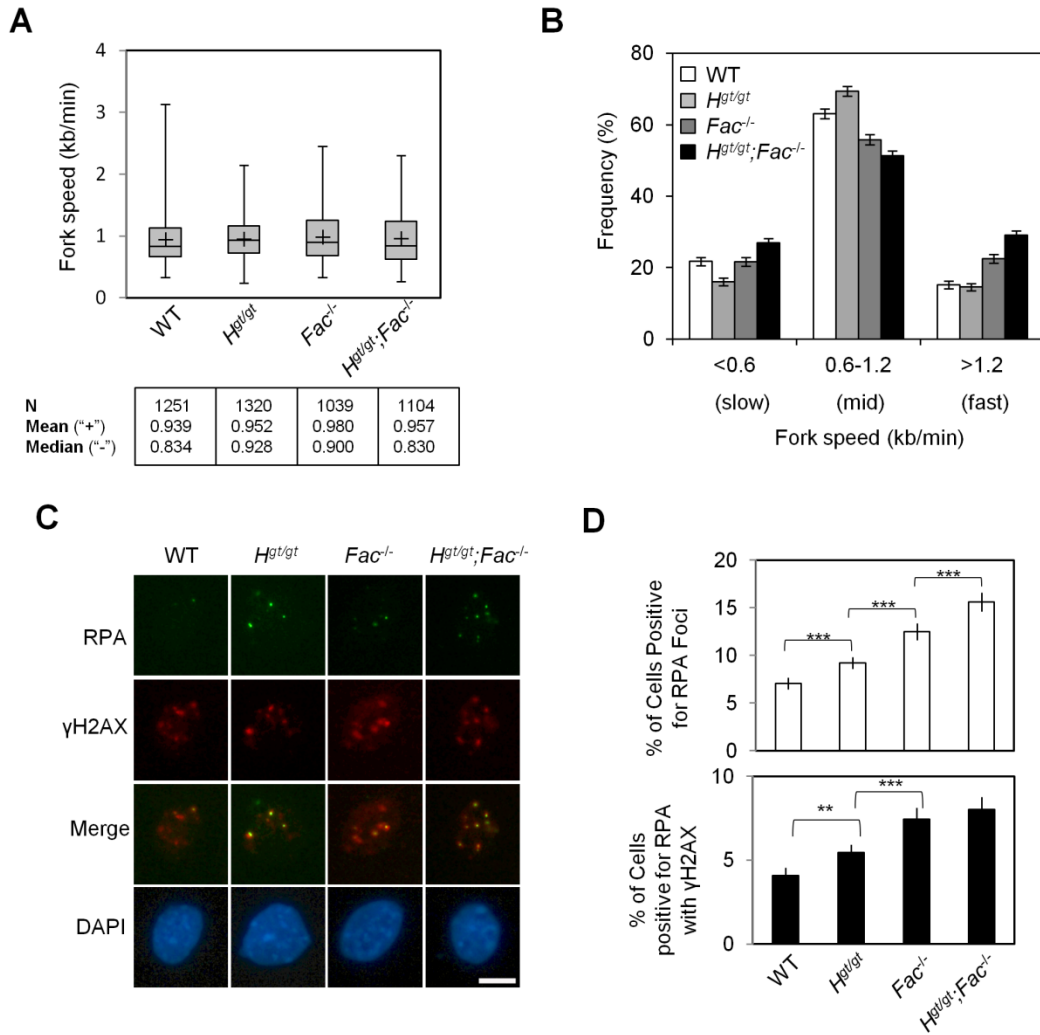 A
Fork speed (kb/min)
4
3
2
1
0
WT
Hgt/gt
Fac-/-
Hgt/gt;Fac-/-
N 1251 1320 1039 1104
Mean ("+") 0.939 0.952 0.980 0.957
Median ("-") 0.834 0.928 0.900 0.830
B
Frequency (%)
80
60
40
20
0
WT
Hgt/gt
Fac-/-
Hgt/gt;Fac-/-
<0.6 0.6-1.2 >1.2
(slow) (mid) (fast)
Fork speed (kb/min)
C
WT Hgt/gt Fac-/- Hgt/gt;Fac-/-
RPA
γH2AX
Merge
DAPI
D
% of Cells Positive
for RPA Foci
20
15
10
5
0
*** *** ***
% of Cells
positive for RPA
with γH2AX
10
5
0
** ***
WT
Hgt/gt
Fac-/-
Hgt/gt;Fac-/-